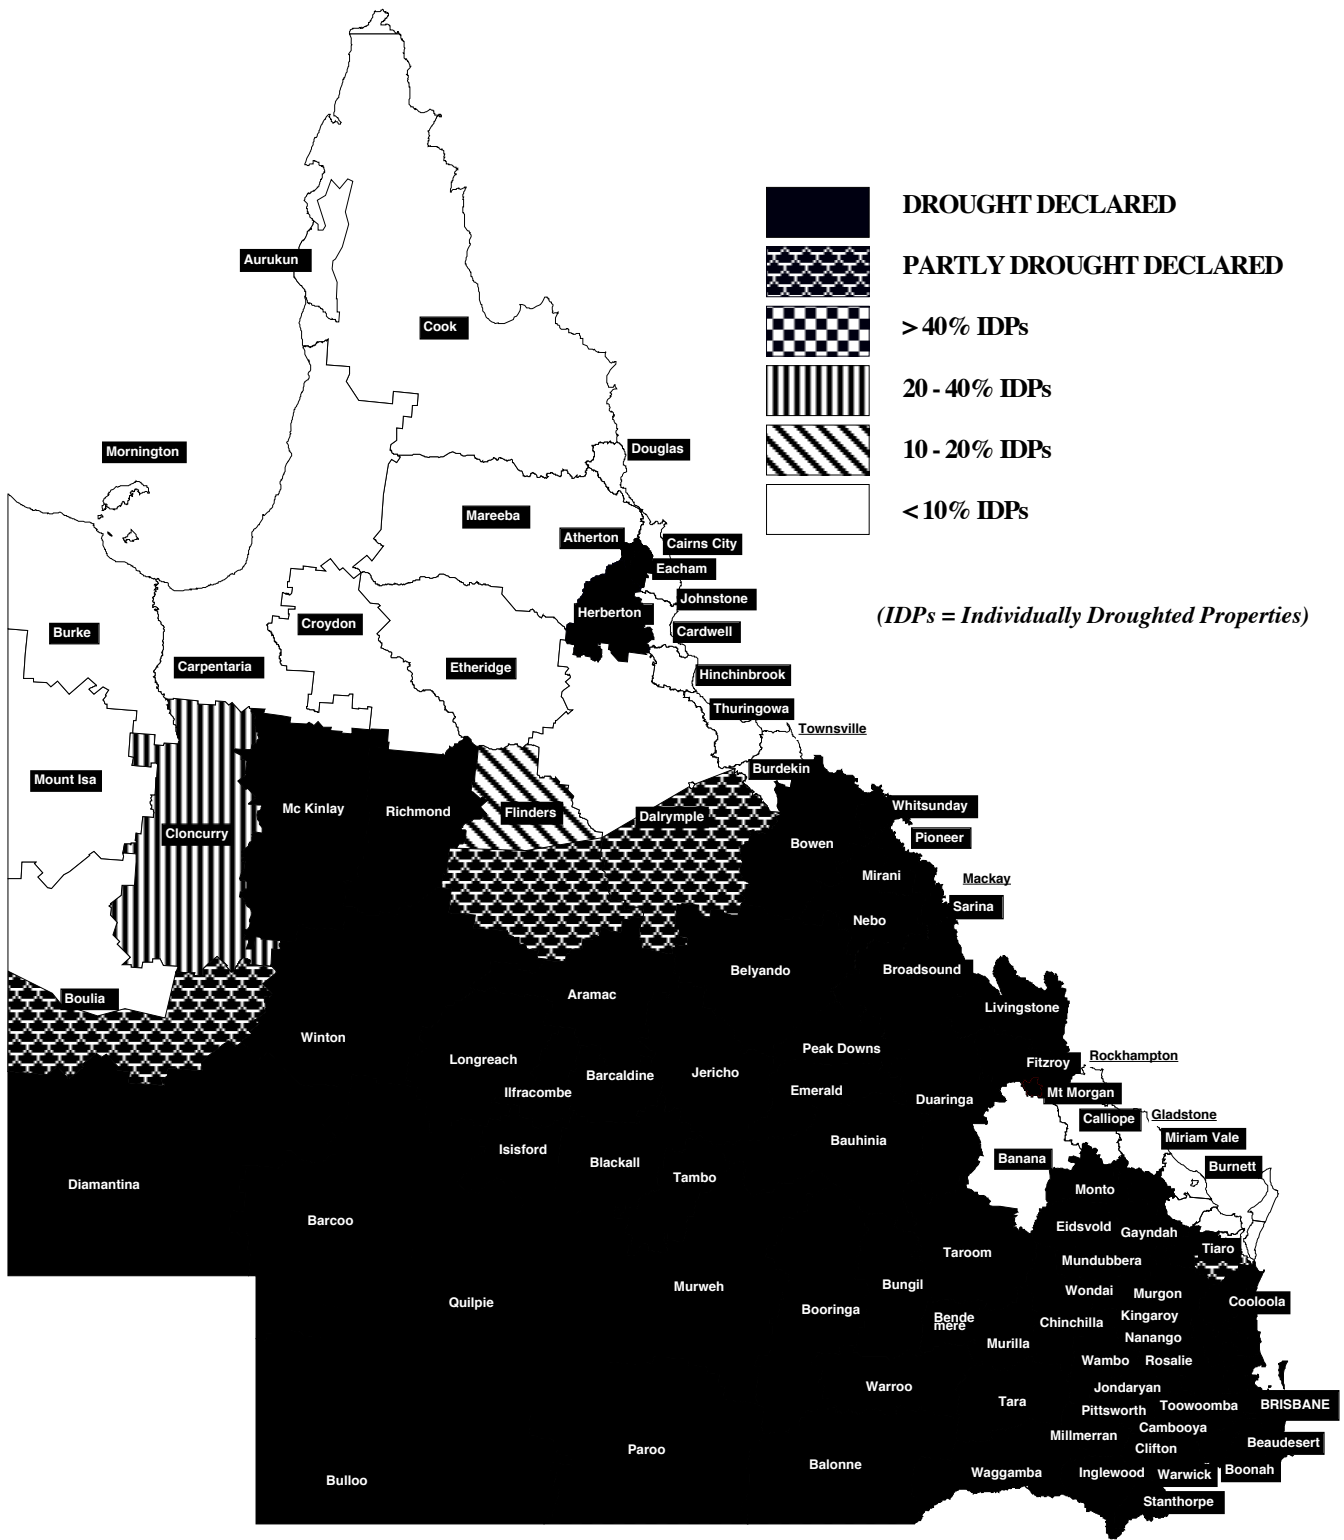 DROUGHT DECLARED
Aurukun
PARTLY DROUGHT DECLARED
Cook
> 40% IDPs
20 - 40% IDPs
Mornington
Douglas
10 - 20% IDPs
Mareeba
< 10% IDPs
Atherton
Cairns City
Eacham
Johnstone
Herberton
(IDPs = Individually Droughted Properties)
Croydon
Burke
Cardwell
Carpentaria
Etheridge
Hinchinbrook
Thuringowa
Townsville
Burdekin
Mount Isa
Mc Kinlay
Richmond
Flinders
Dalrymple
Whitsunday
Cloncurry
Bowen
Pioneer
Mirani
Mackay
Sarina
Nebo
Belyando
Broadsound
Boulia
Aramac
Livingstone
Winton
Longreach
Peak Downs
Fitzroy
Rockhampton
Barcaldine
Jericho
Ilfracombe
Emerald
Duaringa
Mt Morgan
Calliope
Gladstone
Isisford
Bauhinia
Miriam Vale
Blackall
Banana
Burnett
Diamantina
Tambo
Monto
Barcoo
Eidsvold
Gayndah
Taroom
Tiaro
Mundubbera
Murweh
Bungil
Wondai
Murgon
Quilpie
Booringa
Cooloola
Bende
mere
Chinchilla
Kingaroy
Murilla
Nanango
Wambo
Rosalie
Warroo
Jondaryan
Tara
Pittsworth
Toowoomba
BRISBANE
Millmerran
Cambooya
Paroo
Clifton
Beaudesert
Balonne
Bulloo
Waggamba
Inglewood
Warwick
Boonah
Stanthorpe